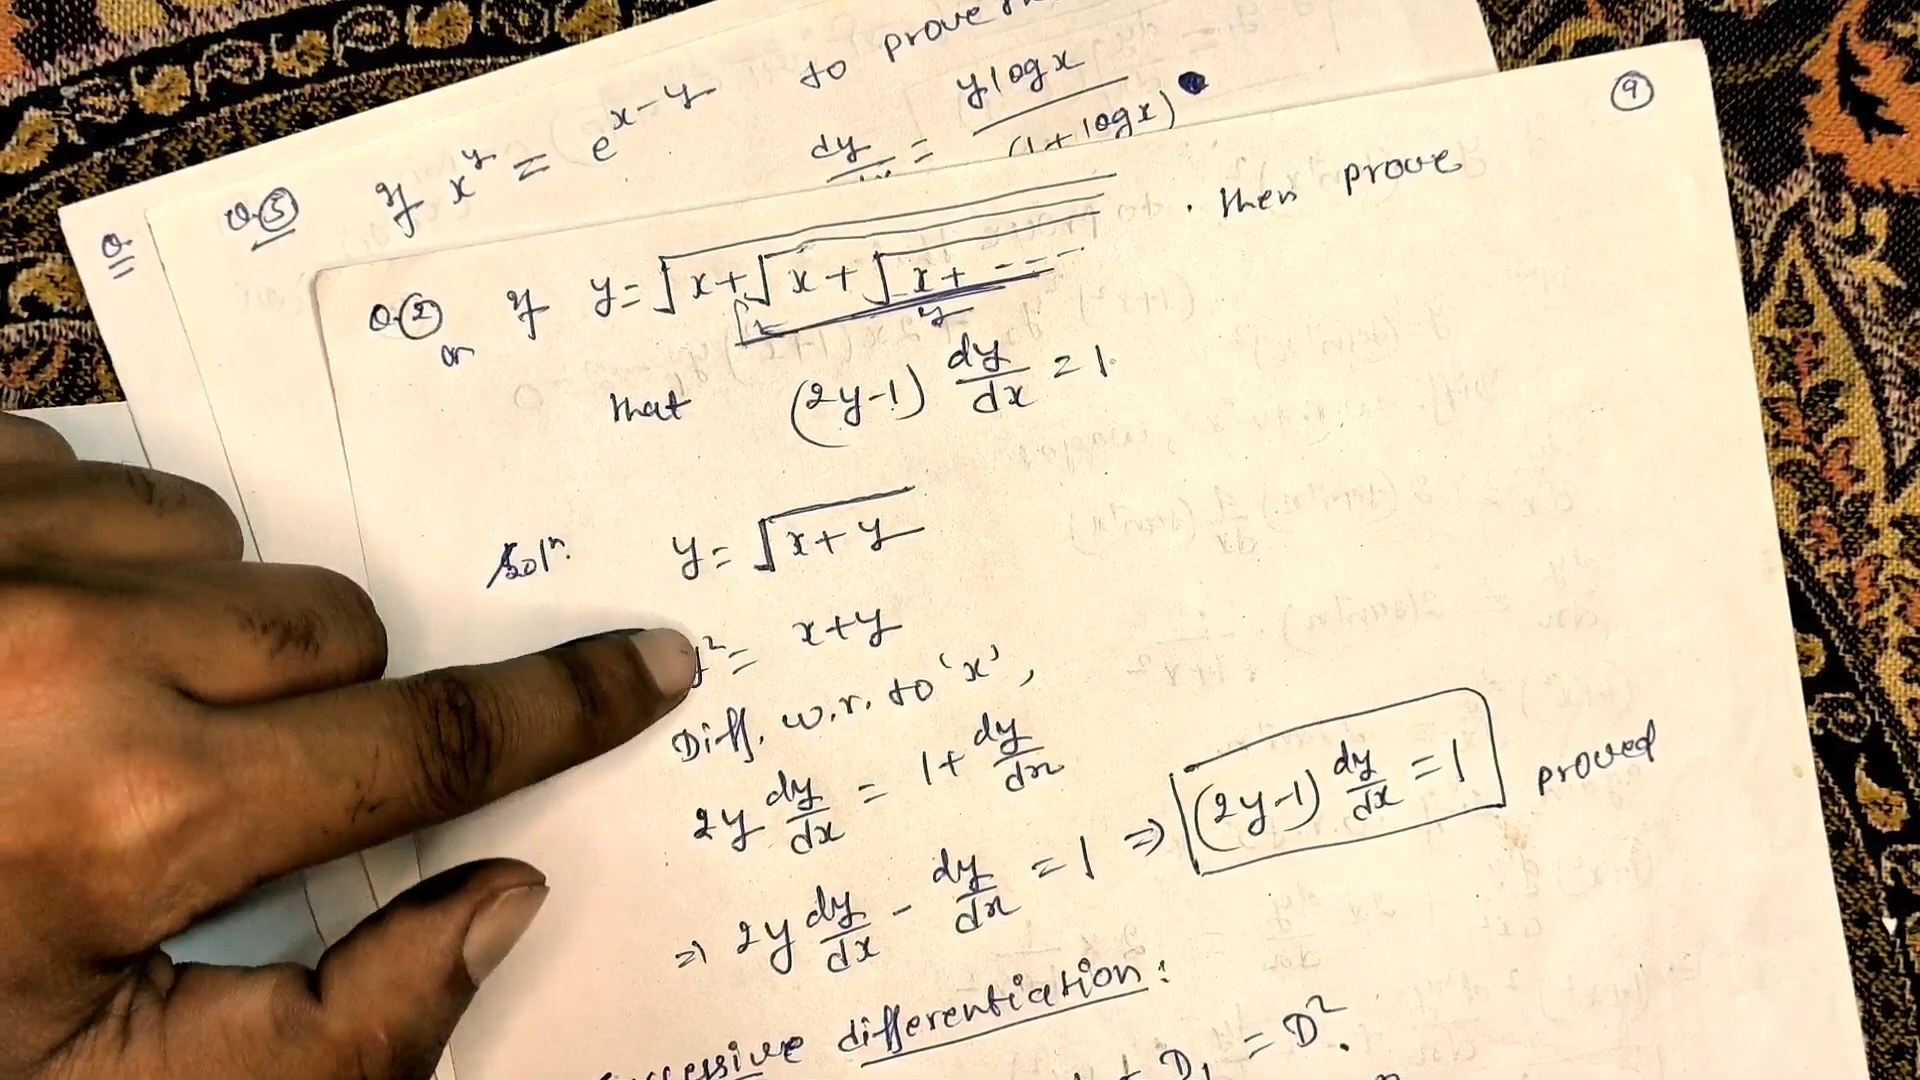 to prove
Q.⑤ If x^y = e^(x-y) dy/ = y log x/(1+ log x)
Q
⑨
Q.② If y = √x+√x+√x+ --- . then prove
or
y
that (2y-1) dy/dx = 1.
Solⁿ. y = √x+y
y² = x+y
Diff. w.r. to 'x',
2y dy/dx = 1+ dy/dx
⇒ 2y dy/dx - dy/dx = 1 ⇒ (2y-1) dy/dx = 1 proved
differentiation:
D₁ = D².